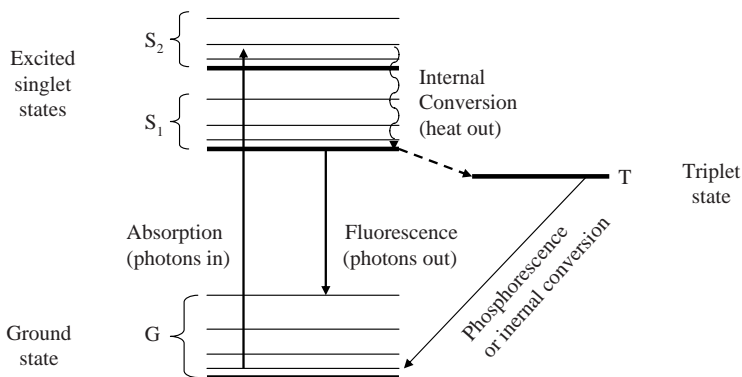 S2
Excited
singlet
states
S1
Internal
Conversion
(heat out)
T
Triplet
state
Absorption
(photons in)
Fluorescence
(photons out)
Phosphorescence
or inernal conversion
Ground
state
G